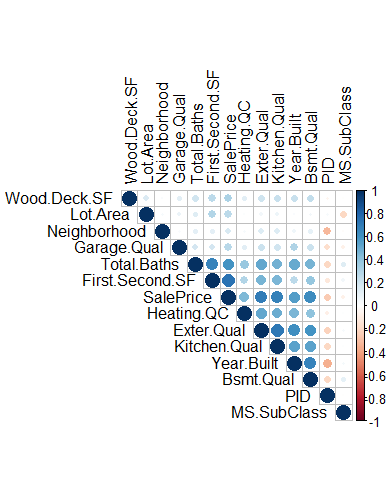 Wood.Deck.SF
Lot.Area
Neighborhood
Garage.Qual
Total.Baths
First.Second.SF
SalePrice
Heating.QC
Exter.Qual
Kitchen.Qual
Year.Built
Bsmt.Qual
PID
MS.SubClass
Wood.Deck.SF
Lot.Area
Neighborhood
Garage.Qual
Total.Baths
First.Second.SF
SalePrice
Heating.QC
Exter.Qual
Kitchen.Qual
Year.Built
Bsmt.Qual
PID
MS.SubClass
1
0.8
0.6
0.4
0.2
0
-0.2
-0.4
-0.6
-0.8
-1